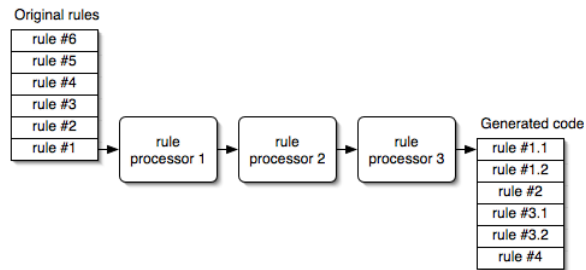 Original rules
rule #6
rule #5
rule #4
rule #3
rule #2
rule #1
rule
processor 1
rule
processor 2
rule
processor 3
Generated code
rule #1.1
rule #1.2
rule #2
rule #3.1
rule #3.2
rule #4